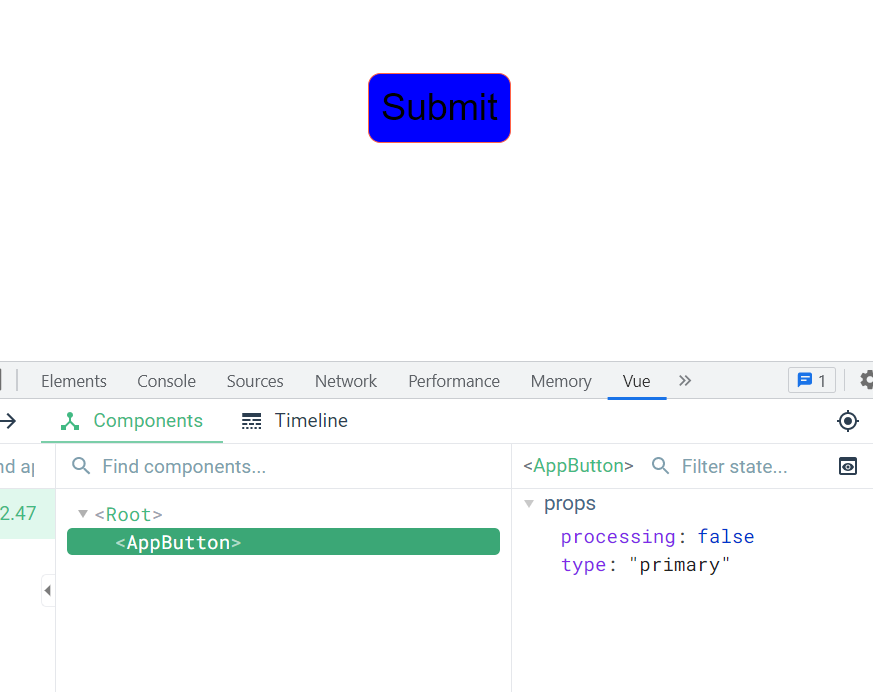 Submit
Elements Console Sources Network Performance Memory Vue 1
Components Timeline
Find components...
<AppButton> Filter state...
2.47
<Root>
<AppButton>
props
processing: false
type: "primary"